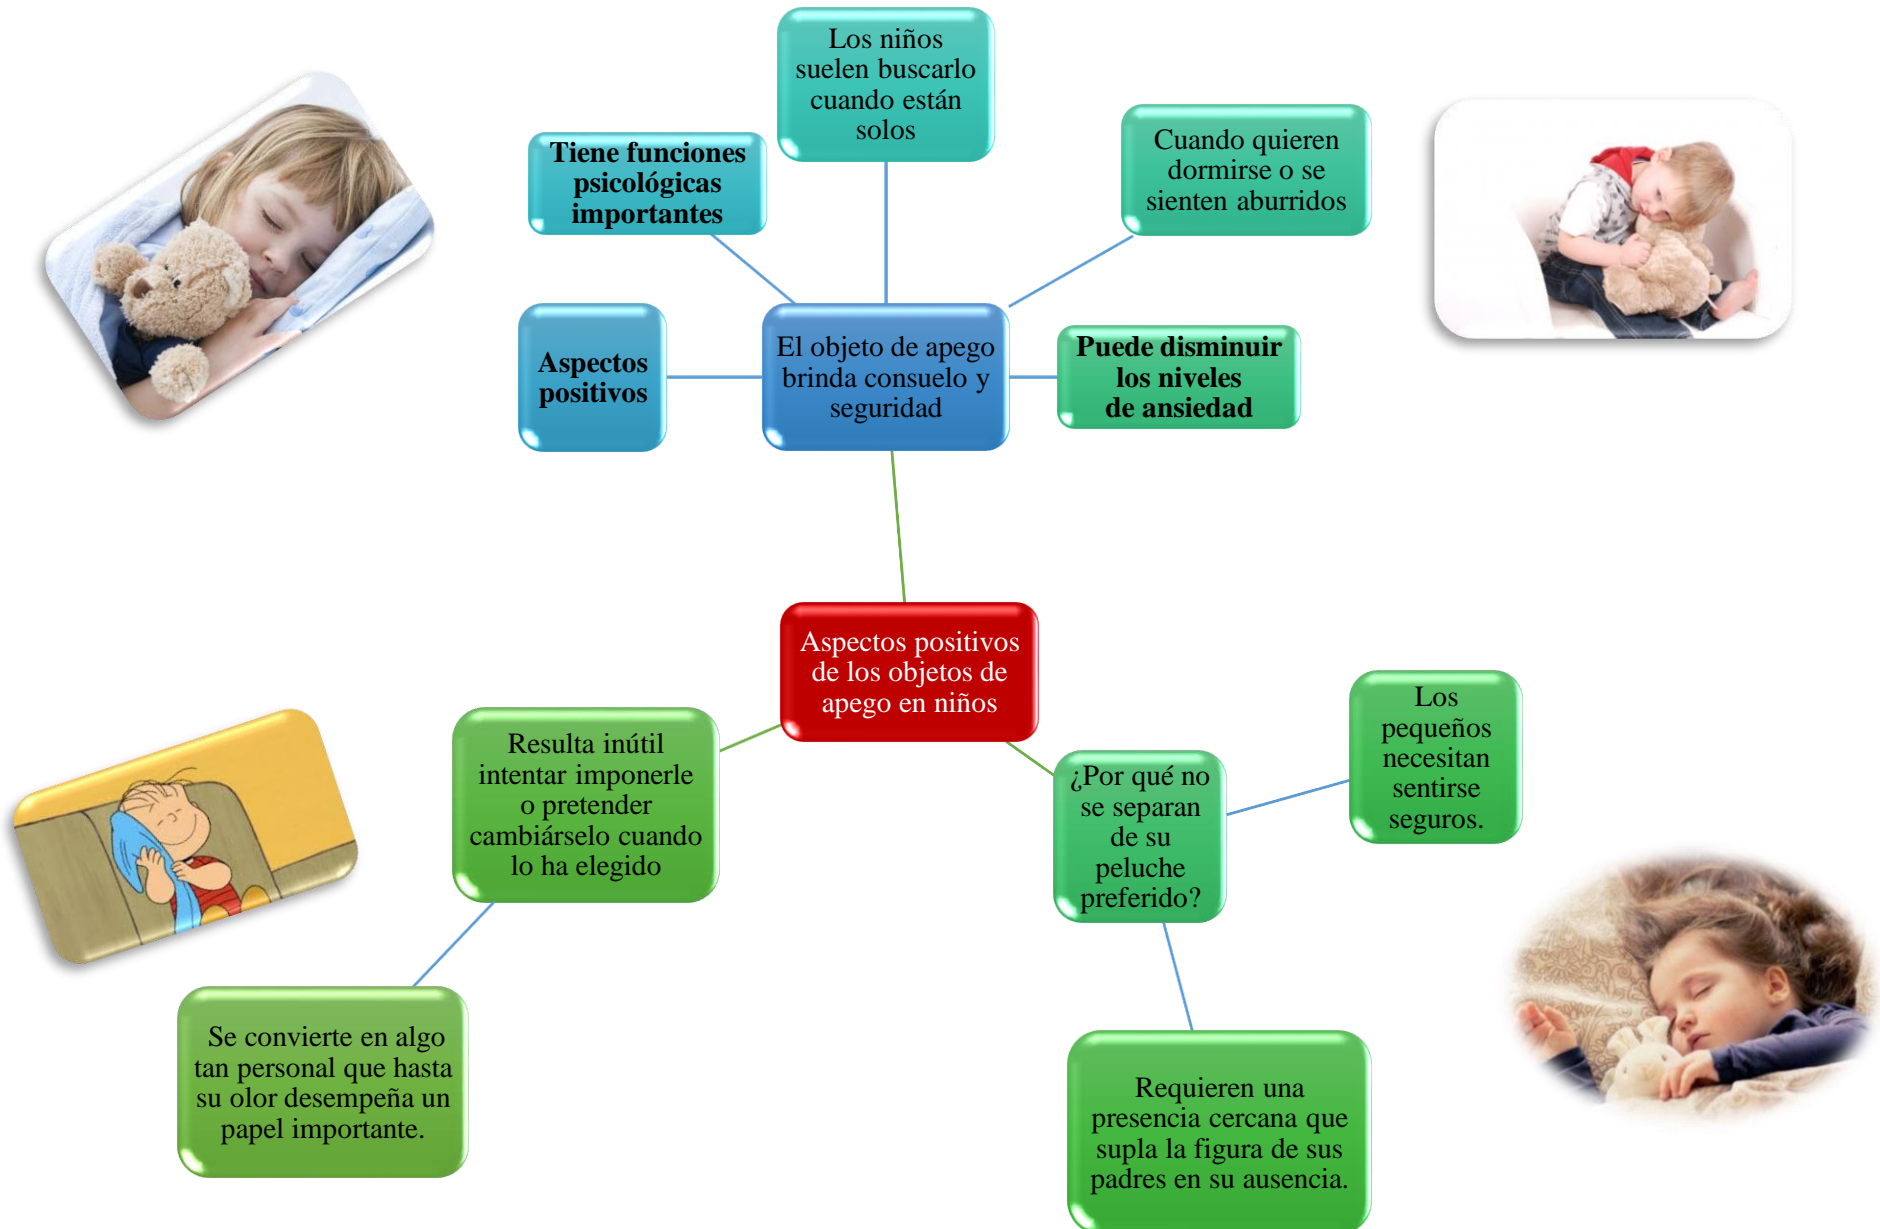 Los niños
suelen buscarlo
cuando están
solos
Tiene funciones
psicológicas
importantes
Cuando quieren
dormirse o se
sienten aburridos
Aspectos
positivos
El objeto de apego
brinda consuelo y
seguridad
Puede disminuir
los niveles
de ansiedad
Aspectos positivos
de los objetos de
apego en niños
Resulta inútil
intentar imponerle
o pretender
cambiárselo cuando
lo ha elegido
¿Por qué no
se separan
de su
peluche
preferido?
Los
pequeños
necesitan
sentirse
seguros.
Se convierte en algo
tan personal que hasta
su olor desempeña un
papel importante.
Requieren una
presencia cercana que
supla la figura de sus
padres en su ausencia.